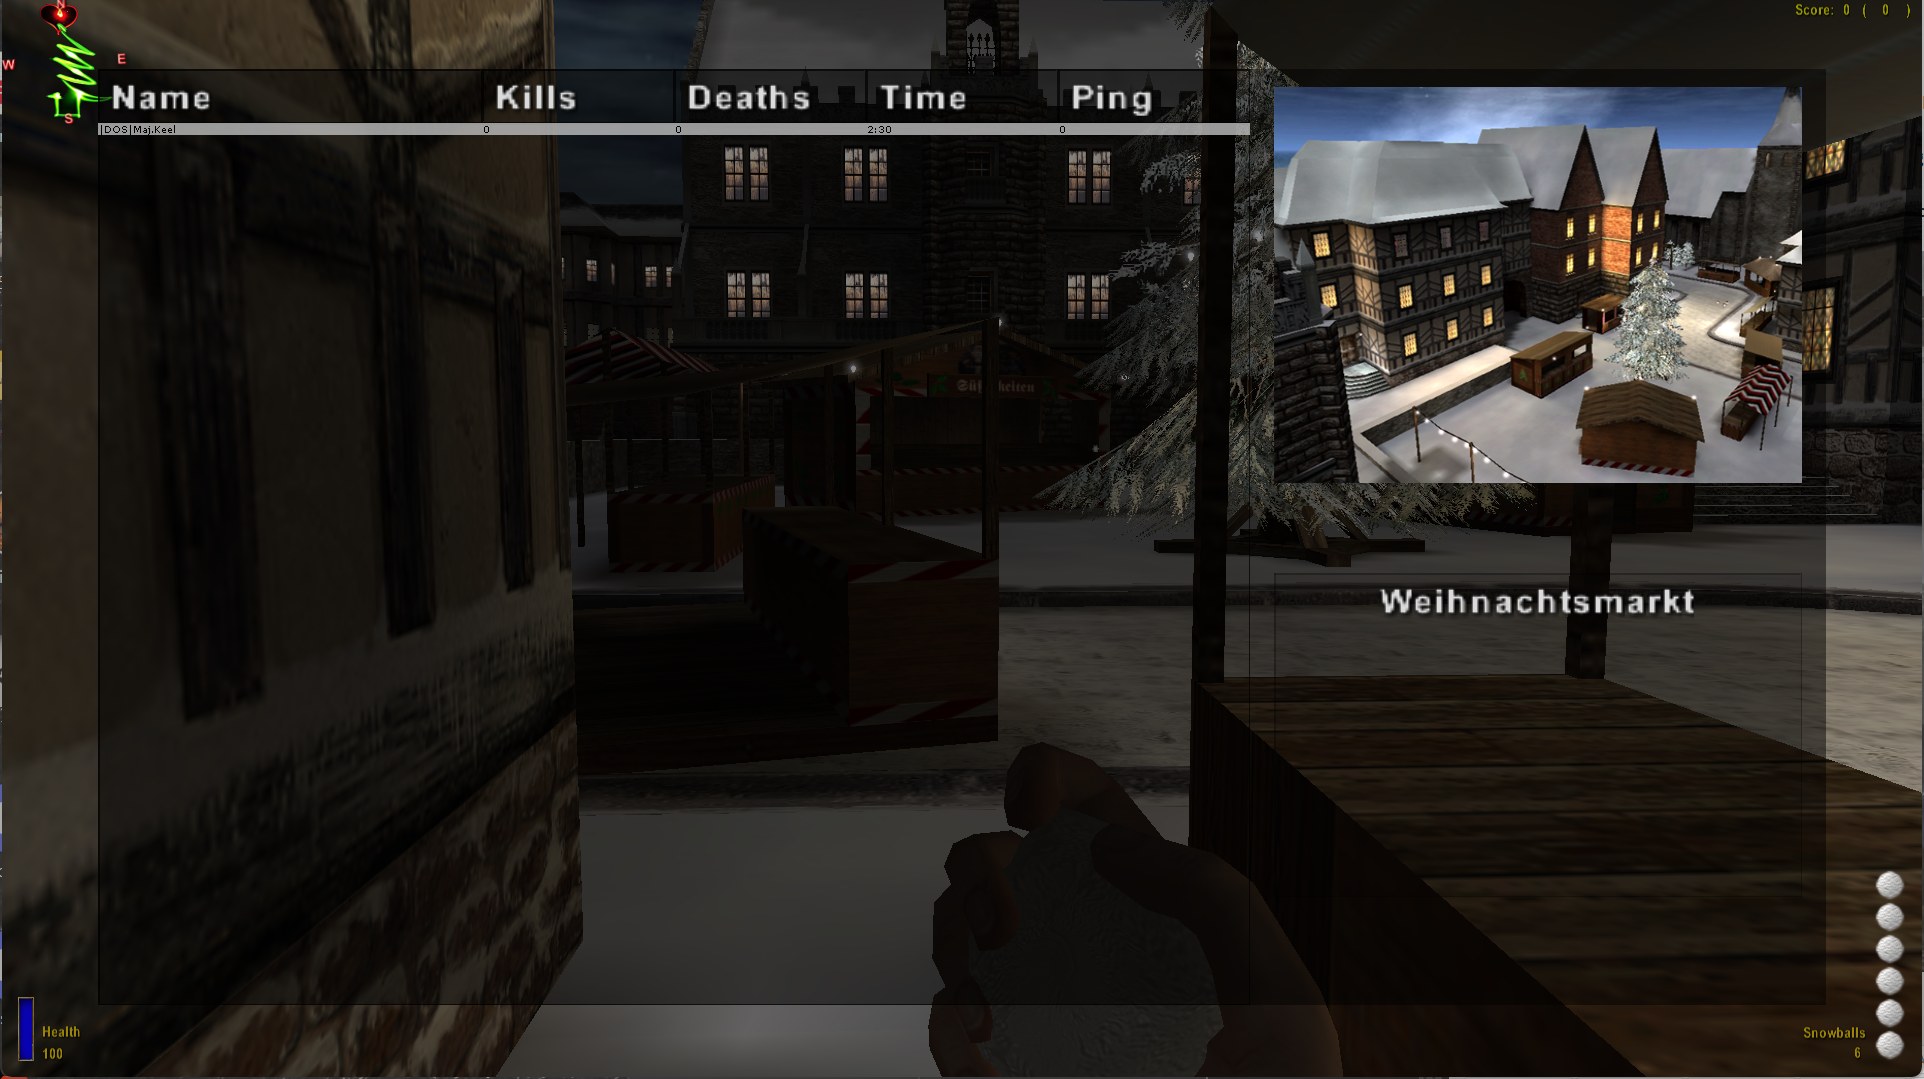 N
Score: 0 ( 0 )
W
E
S
Name Kills Deaths Time Ping
|DOS|Maj.Keel 0 0 2:30 0
Weihnachtsmarkt
Health
100
Snowballs
6